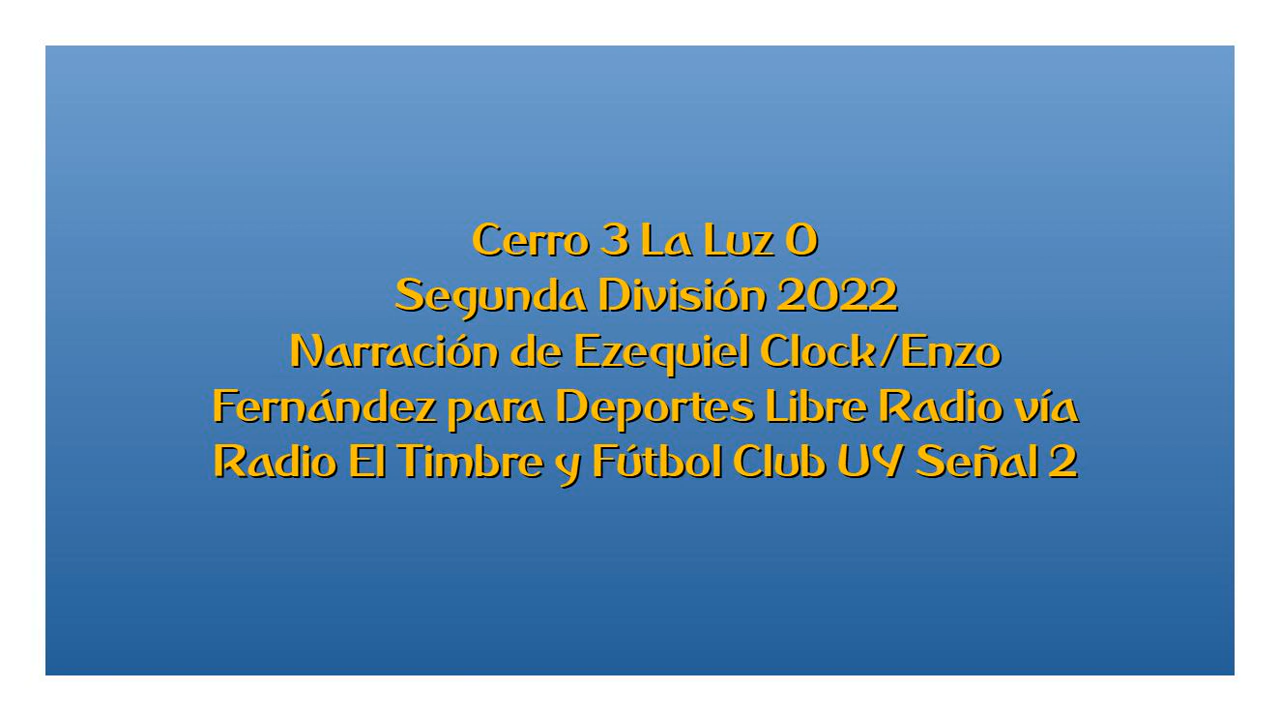 Cerro 3 La Luz 0
Segunda División 2022
Narración de Ezequiel Clock/Enzo
Fernández para Deportes Libre Radio vía
Radio El Timbre y Fútbol Club UY Señal 2